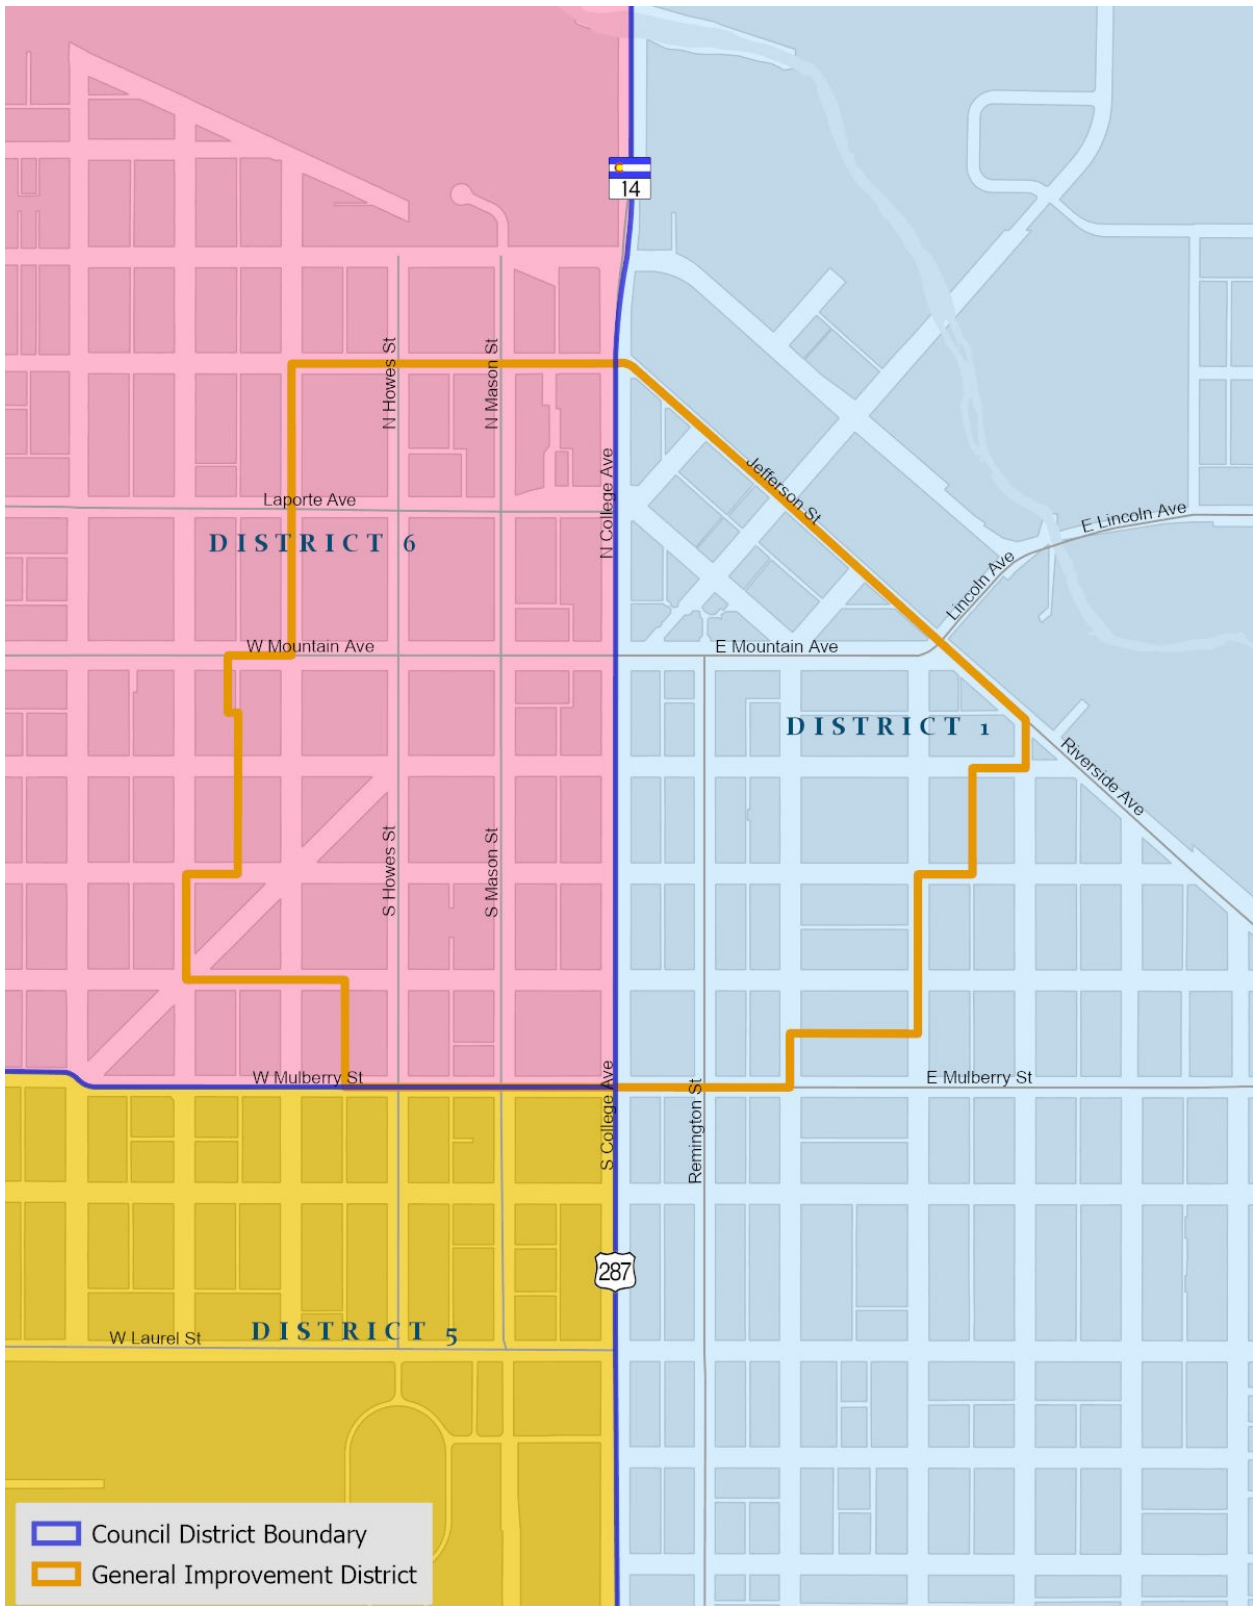 14
N Howes St
N Mason St
N College Ave
Jefferson St
Laporte Ave
E Lincoln Ave
DISTRICT 6
Lincoln Ave
W Mountain Ave
E Mountain Ave
DISTRICT 1
Riverside Ave
S Howes St
S Mason St
W Mulberry St
S College Ave
Remington St
E Mulberry St
287
W Laurel St
DISTRICT 5
Council District Boundary
General Improvement District